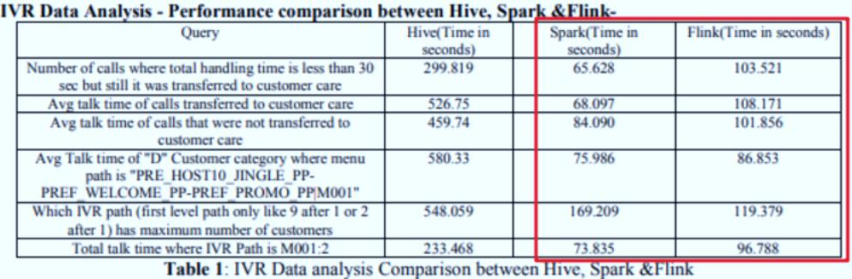 IVR Data Analysis - Performance comparison between Hive, Spark &Flink-
Query Hive(Time in seconds) Spark(Time in seconds) Flink(Time in seconds)
Number of calls where total handling time is less than 30 299.819 65.628 103.521
sec but still it was transferred to customer care
Avg talk time of calls transferred to customer care 526.75 68.097 108.171
Avg talk time of calls that were not transferred to 459.74 84.090 101.856
customer care
Avg Talk time of "D" Customer category where menu 580.33 75.986 86.853
path is "PRE_HOST10_JINGLE_PP-
PREF_WELCOME_PP-PREF_PROMO_PP|M001"
Which IVR path (first level path only like 9 after 1 or 2 548.059 169.209 119.379
after 1) has maximum number of customers
Total talk time where IVR Path is M001:2 233.468 73.835 96.788
Table 1: IVR Data analysis Comparison between Hive, Spark &Flink